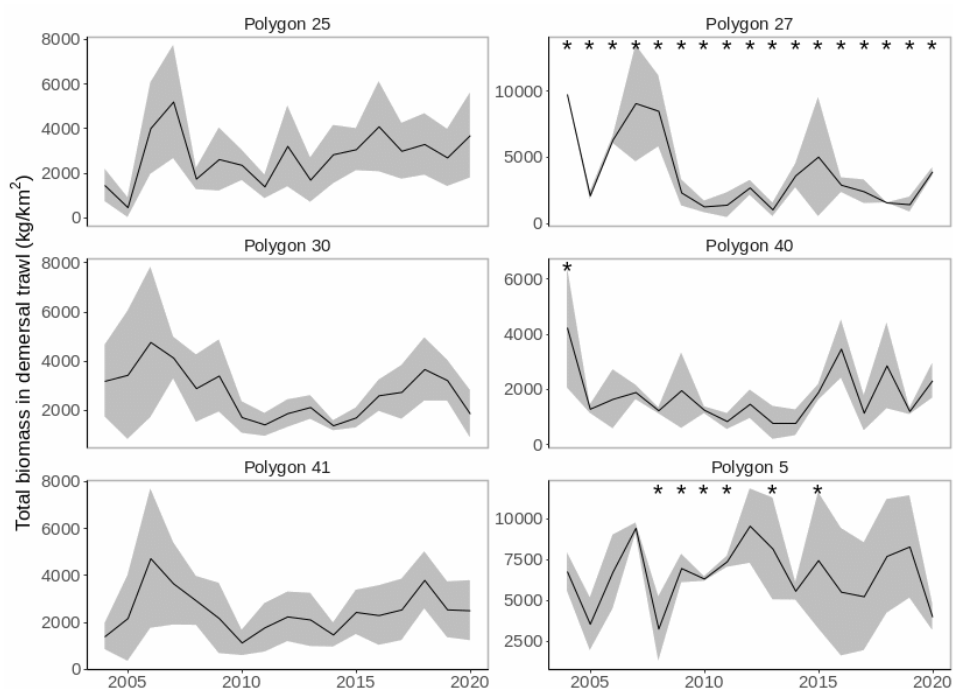 Polygon 25
Polygon 27
8000
6000
4000
2000
0
* * * * * * * * * * * * * * * * *
10000
5000
0
Polygon 30
Polygon 40
8000
6000
4000
2000
*
6000
4000
2000
0
Polygon 41
Polygon 5
8000
6000
4000
2000
0
* * * * * *
10000
7500
5000
2500
2005 2010 2015 2020
2005 2010 2015 2020
Total biomass in demersal trawl (kg/km²)